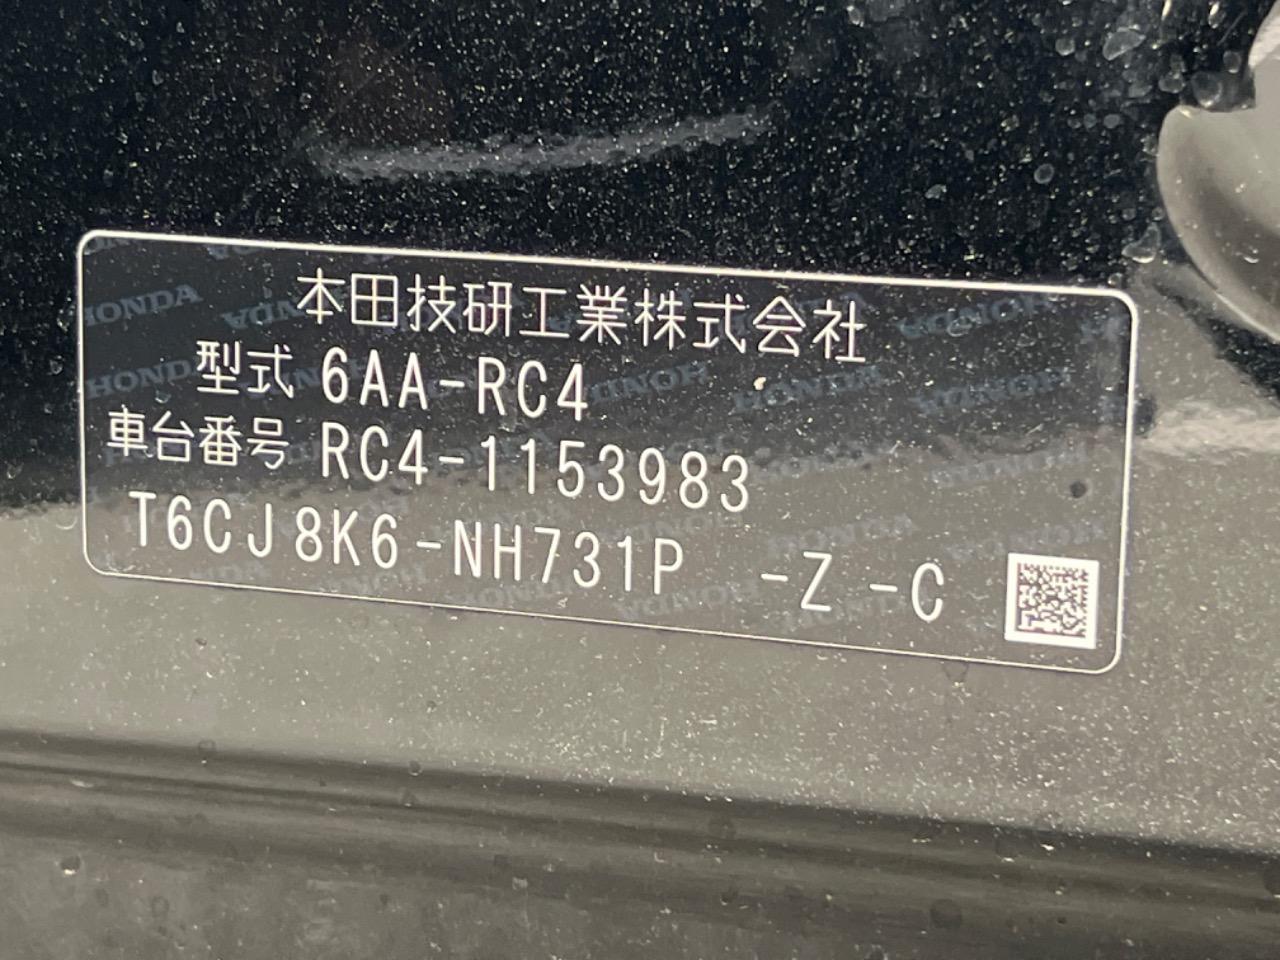 本田技研工業株式会社
型式 6AA-RC4
車台番号 RC4-1153983
T6CJ8K6-NH731P -Z -C